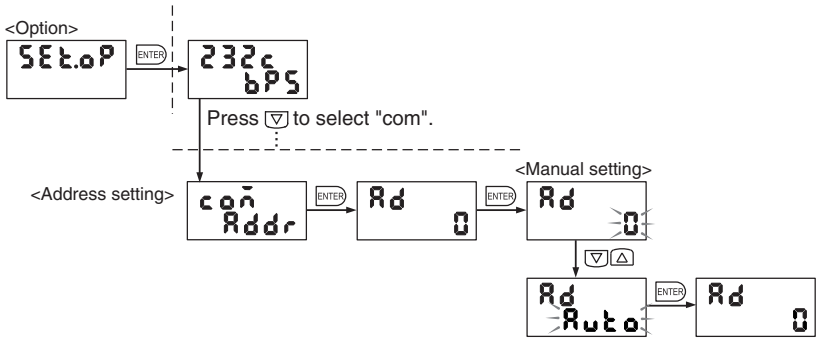 <Option>
SEt.oP
ENTER
232c
bPS
Press to select "com".
<Manual setting>
<Address setting>
com
Addr
ENTER
Ad
0
ENTER
Ad
0
Ad
Auto
ENTER
Ad
0